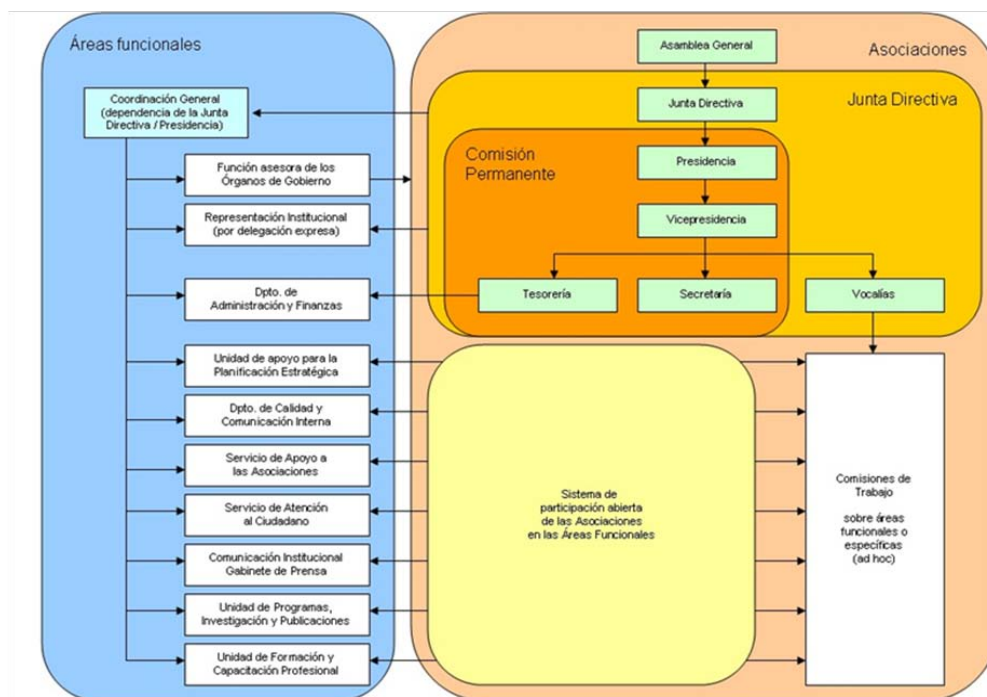 Áreas funcionales
Coordinación General
(dependencia de la Junta
Directiva / Presidencia)
Función asesora de los
Órganos de Gobierno
Representación Institucional
(por delegación expresa)
Dpto. de
Administración y Finanzas
Unidad de apoyo para la
Planificación Estratégica
Dpto. de Calidad y
Comunicación Interna
Servicio de Apoyo a
las Asociaciones
Servicio de Atención
al Ciudadano
Comunicación Institucional
Gabinete de Prensa
Unidad de Programas,
Investigación y Publicaciones
Unidad de Formación y
Capacitación Profesional
Asociaciones
Asamblea General
Junta Directiva
Junta Directiva
Comisión
Permanente
Presidencia
Vicepresidencia
Tesorería
Secretaría
Vocalías
Sistema de
participación abierta
de las Asociaciones
en las Áreas Funcionales
Comisiones de
Trabajo
sobre áreas
funcionales o
específicas
(ad hoc)